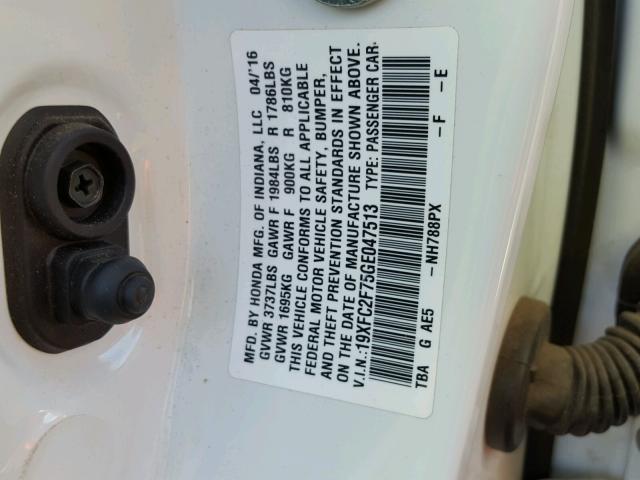 MFD. BY HONDA MFG. OF INDIANA, LLC 04/'16
GVWR 3737LBS GAWR F 1984LBS R 1786LBS
GVWR 1695KG GAWR F 900KG R 810KG
THIS VEHICLE CONFORMS TO ALL APPLICABLE
FEDERAL MOTOR VEHICLE SAFETY, BUMPER,
AND THEFT PREVENTION STANDARDS IN EFFECT
ON THE DATE OF MANUFACTURE SHOWN ABOVE.
V.I.N.:19XFC2F75GE047513 TYPE: PASSENGER CAR
TBA G AE5 -NH788PX -F -E